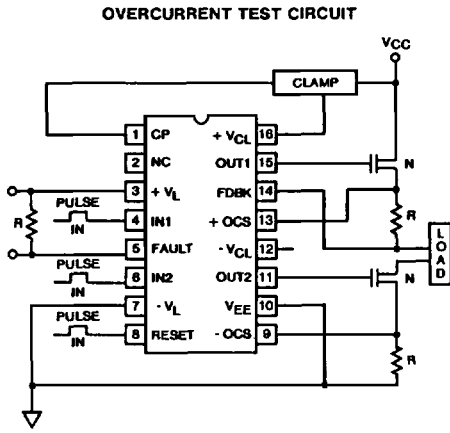 OVERCURRENT TEST CIRCUIT
VCC
CLAMP
1 CP + VCL 16
2 NC OUT1 15 N
3 + VL FDBK 14
R PULSE IN 4 IN1 + OCS 13 R
5 FAULT - VCL 12
LOAD
PULSE IN 6 IN2 OUT2 11 N
7 - VL VEE 10
PULSE IN 8 RESET - OCS 9 R